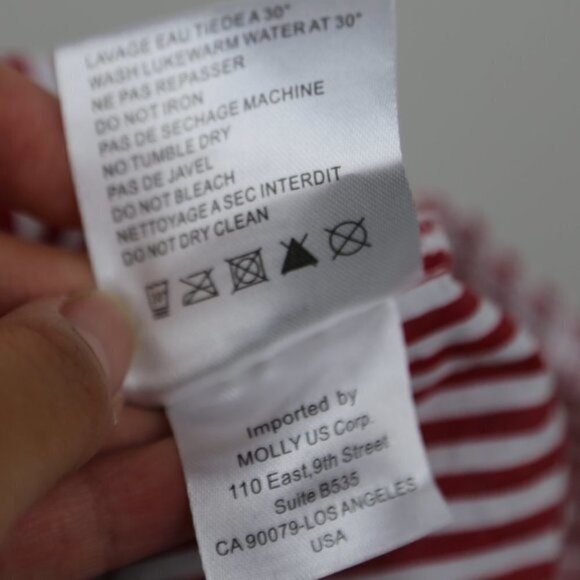 LAVAGE EAU TIEDE A 30°
WASH LUKEWARM WATER AT 30°
NE PAS REPASSER
DO NOT IRON
PAS DE SECHAGE MACHINE
NO TUMBLE DRY
PAS DE JAVEL
DO NOT BLEACH
NETTOYAGE A SEC INTERDIT
DO NOT DRY CLEAN
Imported by
MOLLY US Corp.
110 East,9th Street
Suite B535
CA 90079-LOS ANGELES
USA